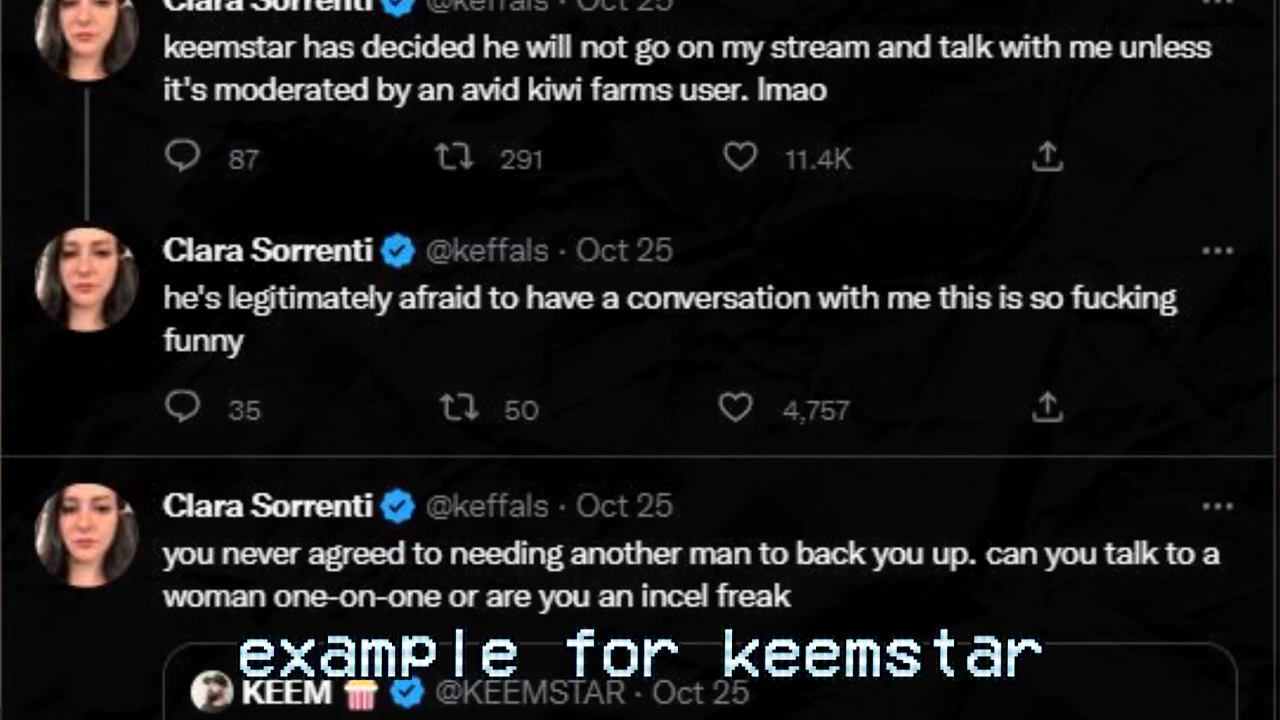 Clara Sorrenti @keffals · Oct 25
keemstar has decided he will not go on my stream and talk with me unless
it's moderated by an avid kiwi farms user. lmao
87 291 11.4K
Clara Sorrenti @keffals · Oct 25
he's legitimately afraid to have a conversation with me this is so fucking
funny
35 50 4,757
Clara Sorrenti @keffals · Oct 25
you never agreed to needing another man to back you up. can you talk to a
woman one-on-one or are you an incel freak
example for keemstar
KEEM 🍿 @KEEMSTAR · Oct 25